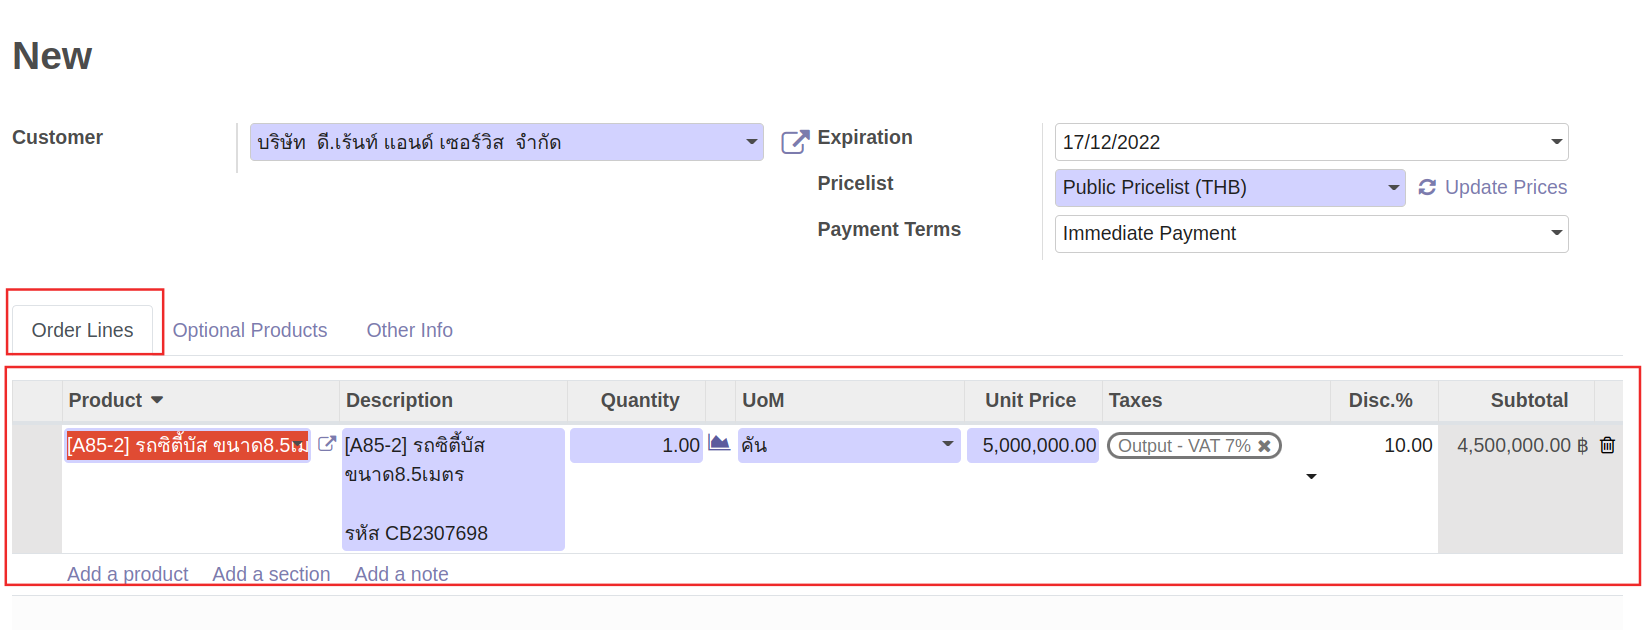 New
Customer
บริษัท ดี.เร้นท์ แอนด์ เซอร์วิส จำกัด
Expiration
17/12/2022
Pricelist
Public Pricelist (THB)
Update Prices
Payment Terms
Immediate Payment
Order Lines
Optional Products
Other Info
Product
Description
Quantity
UoM
Unit Price
Taxes
Disc.%
Subtotal
[A85-2] รถซิตี้บัส ขนาด8.5เม
[A85-2] รถซิตี้บัส
ขนาด8.5เมตร
รหัส CB2307698
1.00
คัน
5,000,000.00
Output - VAT 7%
10.00
4,500,000.00 ฿
Add a product
Add a section
Add a note